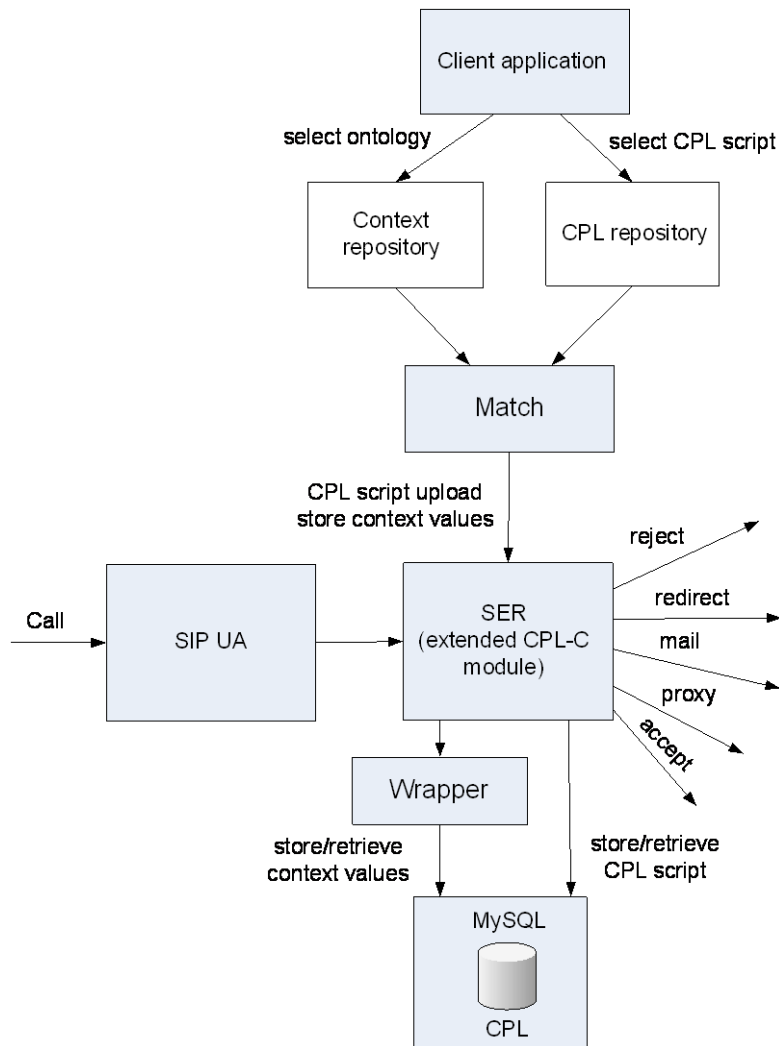 Client application
select ontology
select CPL script
Context
repository
CPL repository
Match
CPL script upload
store context values
reject
redirect
mail
proxy
accept
Call
SIP UA
SER
(extended CPL-C
module)
Wrapper
store/retrieve
context values
store/retrieve
CPL script
MySQL
CPL